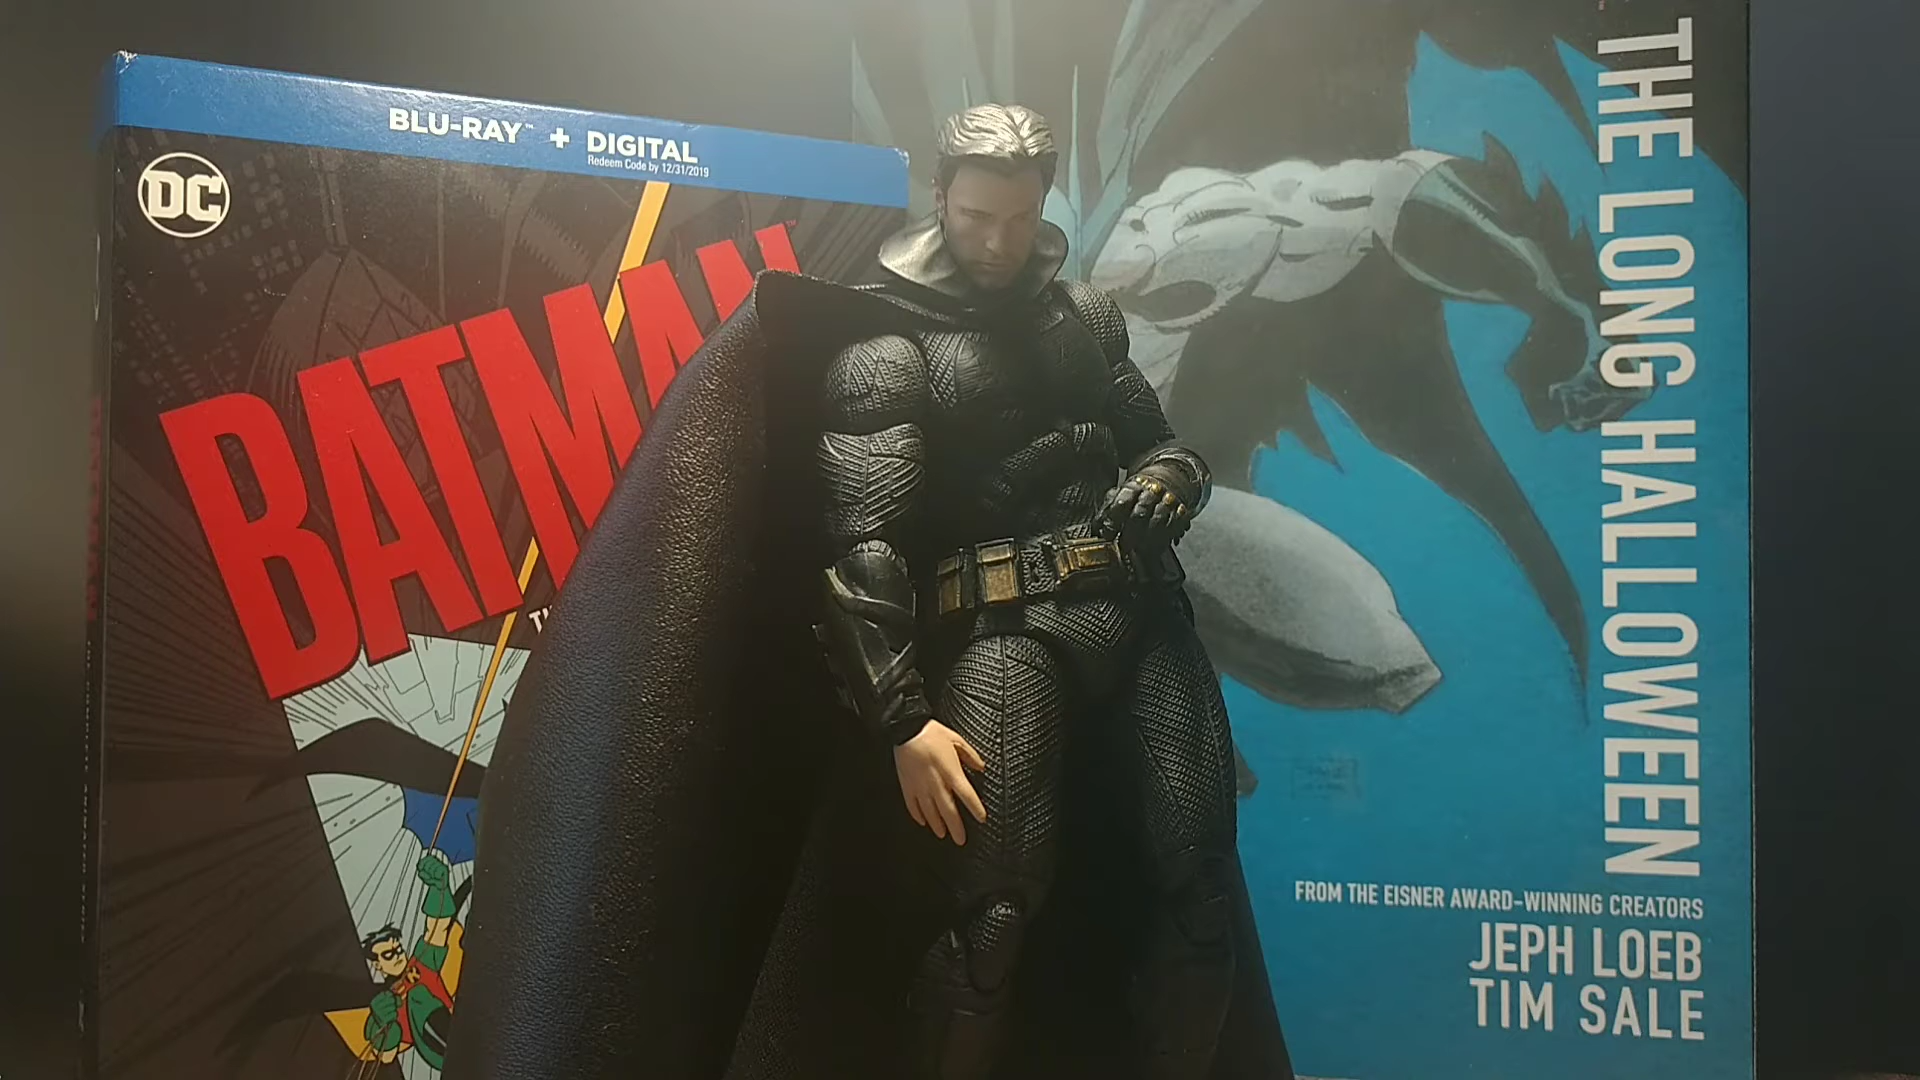 BLU-RAY™ + DIGITAL
Redeem Code by 12/31/2019
DC
BATMAN™
THE LONG HALLOWEEN
FROM THE EISNER AWARD-WINNING CREATORS
JEPH LOEB
TIM SALE